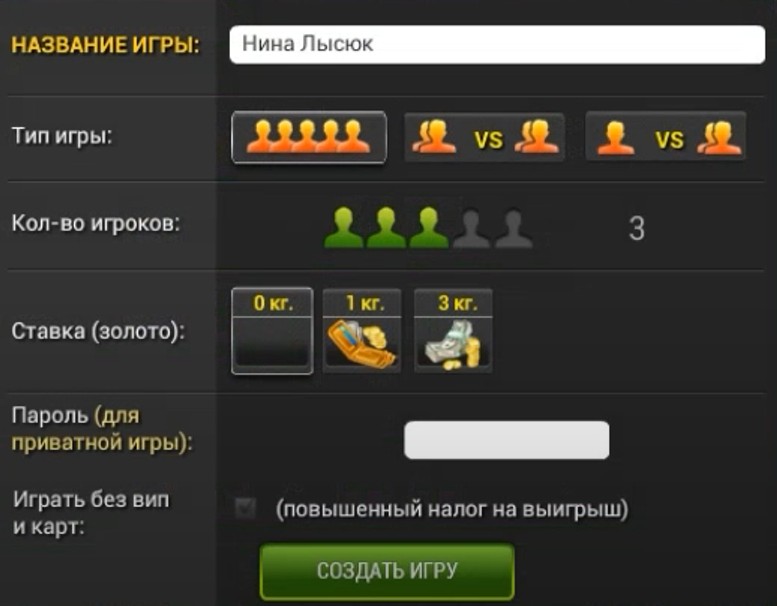 НАЗВАНИЕ ИГРЫ: Нина Лысюк
Тип игры: VS VS
Кол-во игроков: 3
0 кг. 1 кг. 3 кг.
Ставка (золото):
Пароль (для
приватной игры):
Играть без вип
и карт:
(повышенный налог на выигрыш)
СОЗДАТЬ ИГРУ